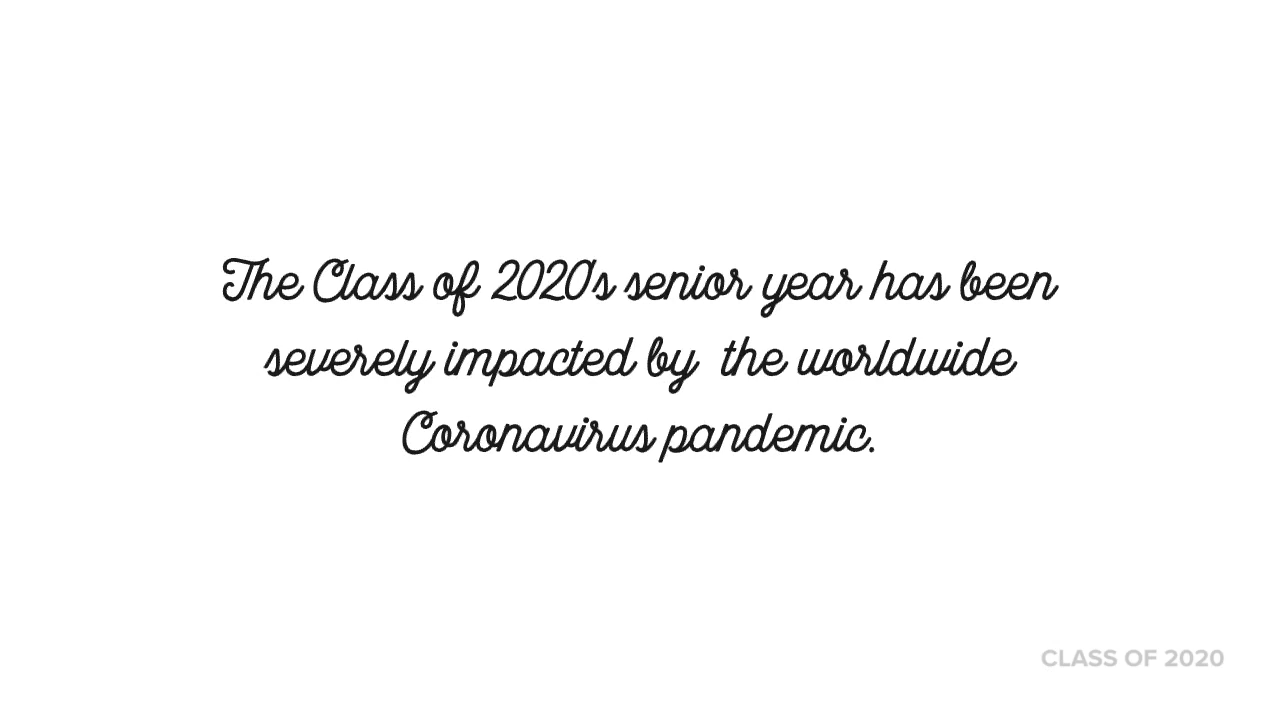 The Class of 2020's senior year has been
severely impacted by  the worldwide
Coronavirus pandemic.
CLASS OF 2020